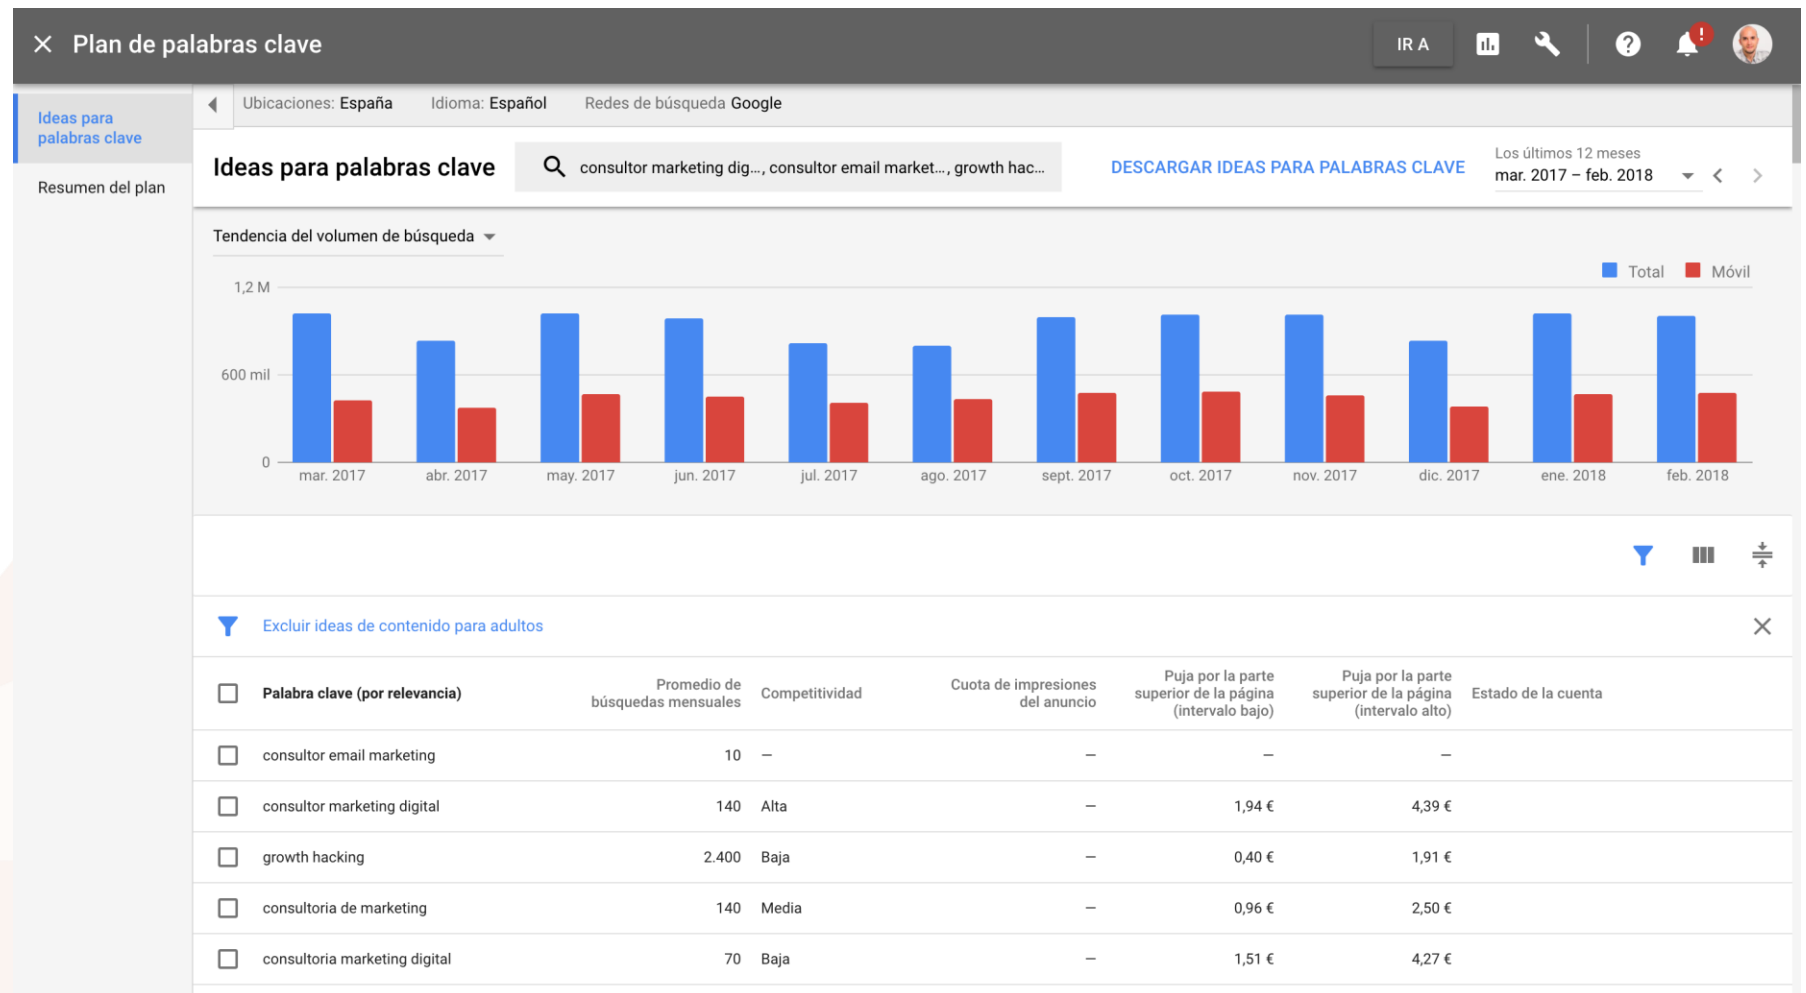 Plan de palabras clave
IR A
!
Ideas para
palabras clave
Resumen del plan
Ubicaciones: España Idioma: Español Redes de búsqueda Google
Ideas para palabras clave
consultor marketing dig..., consultor email market..., growth hac...
DESCARGAR IDEAS PARA PALABRAS CLAVE
Los últimos 12 meses
mar. 2017 – feb. 2018
Tendencia del volumen de búsqueda
Total Móvil
1,2 M
600 mil
0
mar. 2017 abr. 2017 may. 2017 jun. 2017 jul. 2017 ago. 2017 sept. 2017 oct. 2017 nov. 2017 dic. 2017 ene. 2018 feb. 2018
Excluir ideas de contenido para adultos
Palabra clave (por relevancia)
Promedio de
búsquedas mensuales
Competitividad
Cuota de impresiones
del anuncio
Puja por la parte
superior de la página
(intervalo bajo)
Puja por la parte
superior de la página
(intervalo alto)
Estado de la cuenta
consultor email marketing 10 – – – –
consultor marketing digital 140 Alta – 1,94 € 4,39 €
growth hacking 2.400 Baja – 0,40 € 1,91 €
consultoria de marketing 140 Media – 0,96 € 2,50 €
consultoria marketing digital 70 Baja – 1,51 € 4,27 €